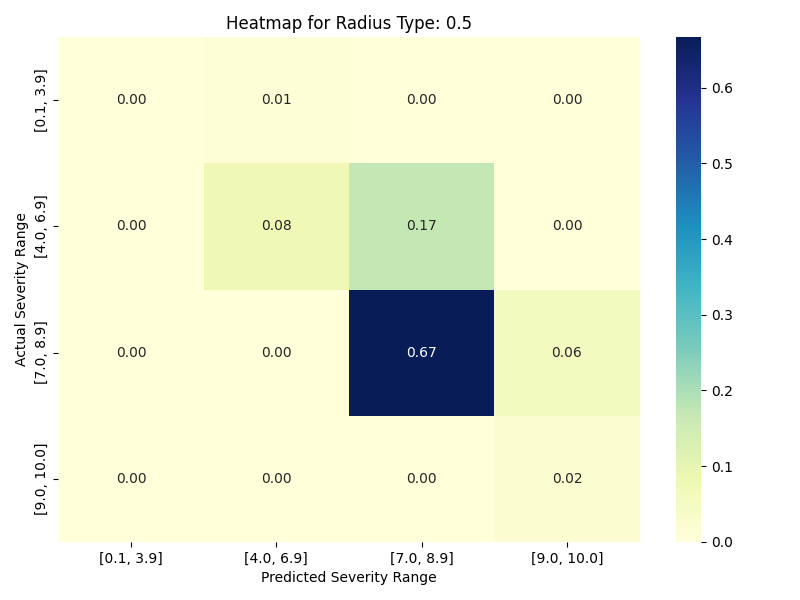 Heatmap for Radius Type: 0.5
Actual Severity Range
[0.1, 3.9]
0.00 0.01 0.00 0.00
[4.0, 6.9]
0.00 0.08 0.17 0.00
[7.0, 8.9]
0.00 0.00 0.67 0.06
[9.0, 10.0]
0.00 0.00 0.00 0.02
[0.1, 3.9] [4.0, 6.9] [7.0, 8.9] [9.0, 10.0]
Predicted Severity Range
0.6
0.5
0.4
0.3
0.2
0.1
0.0